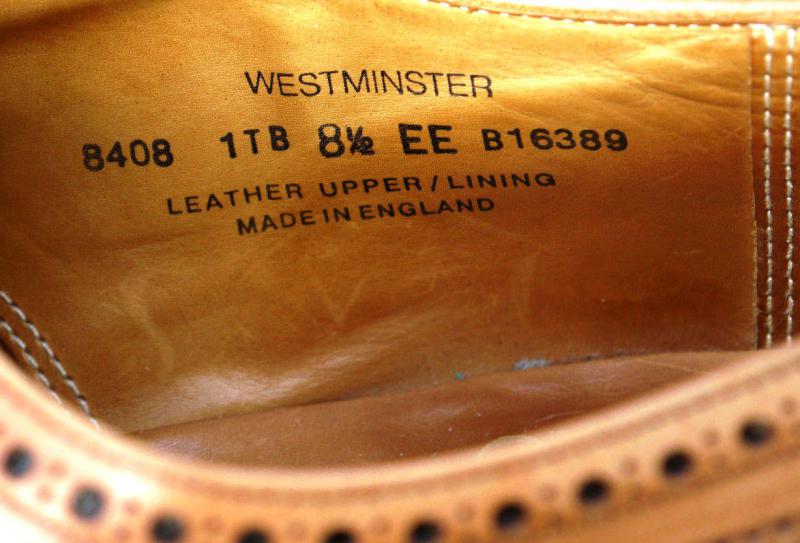 WESTMINSTER
8408 1TB 8½ EE B16389
LEATHER UPPER/LINING
MADE IN ENGLAND